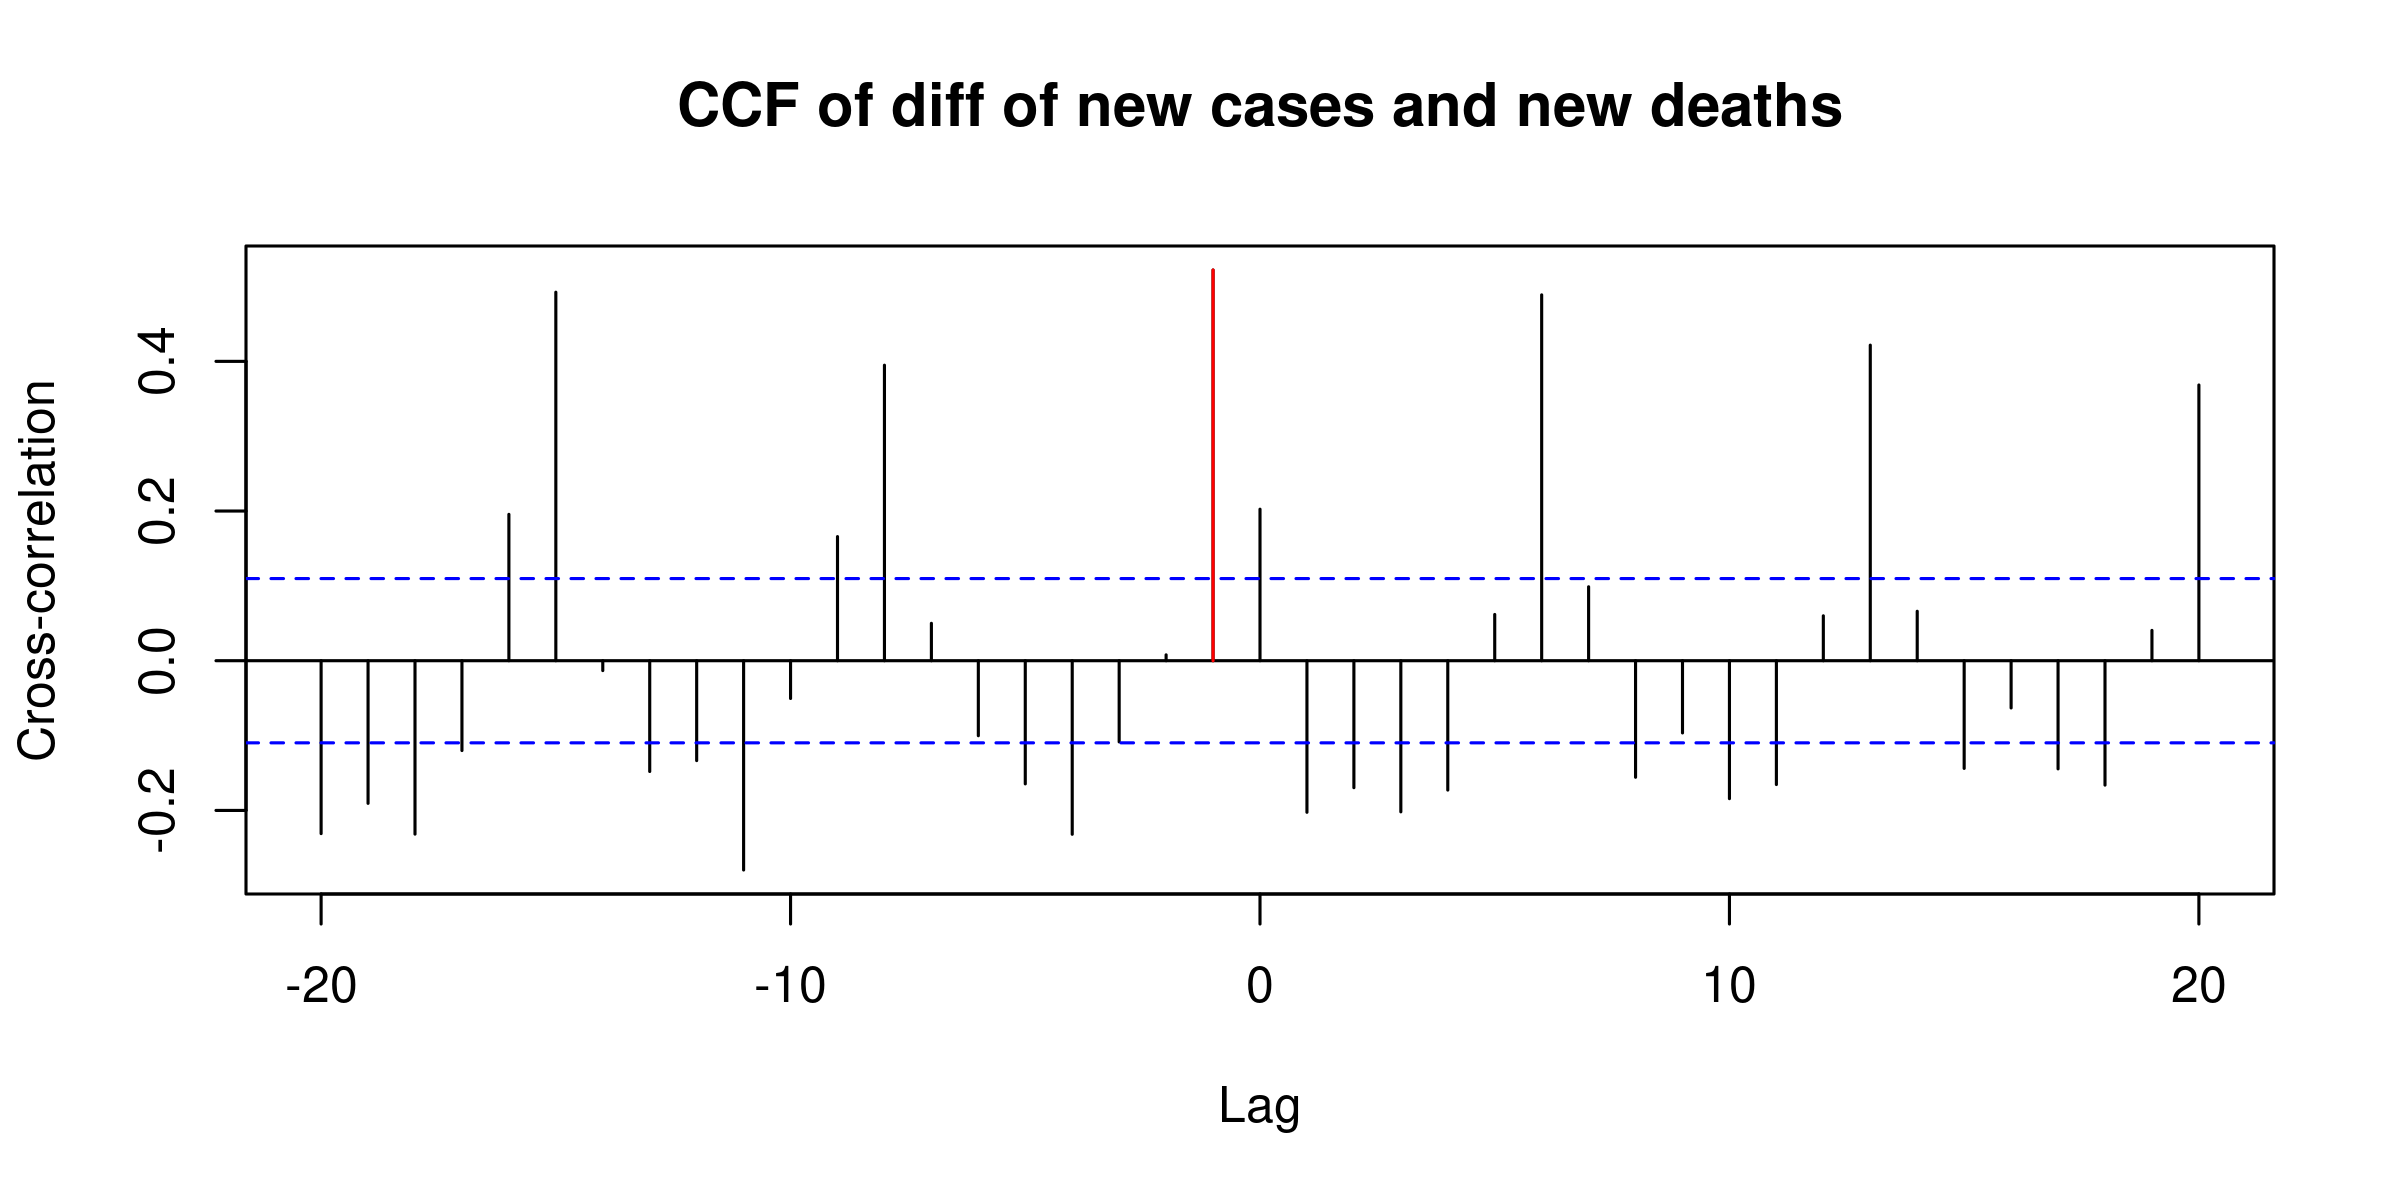 CCF of diff of new cases and new deaths
Cross-correlation
0.4
0.2
0.0
-0.2
-20 -10 0 10 20
Lag